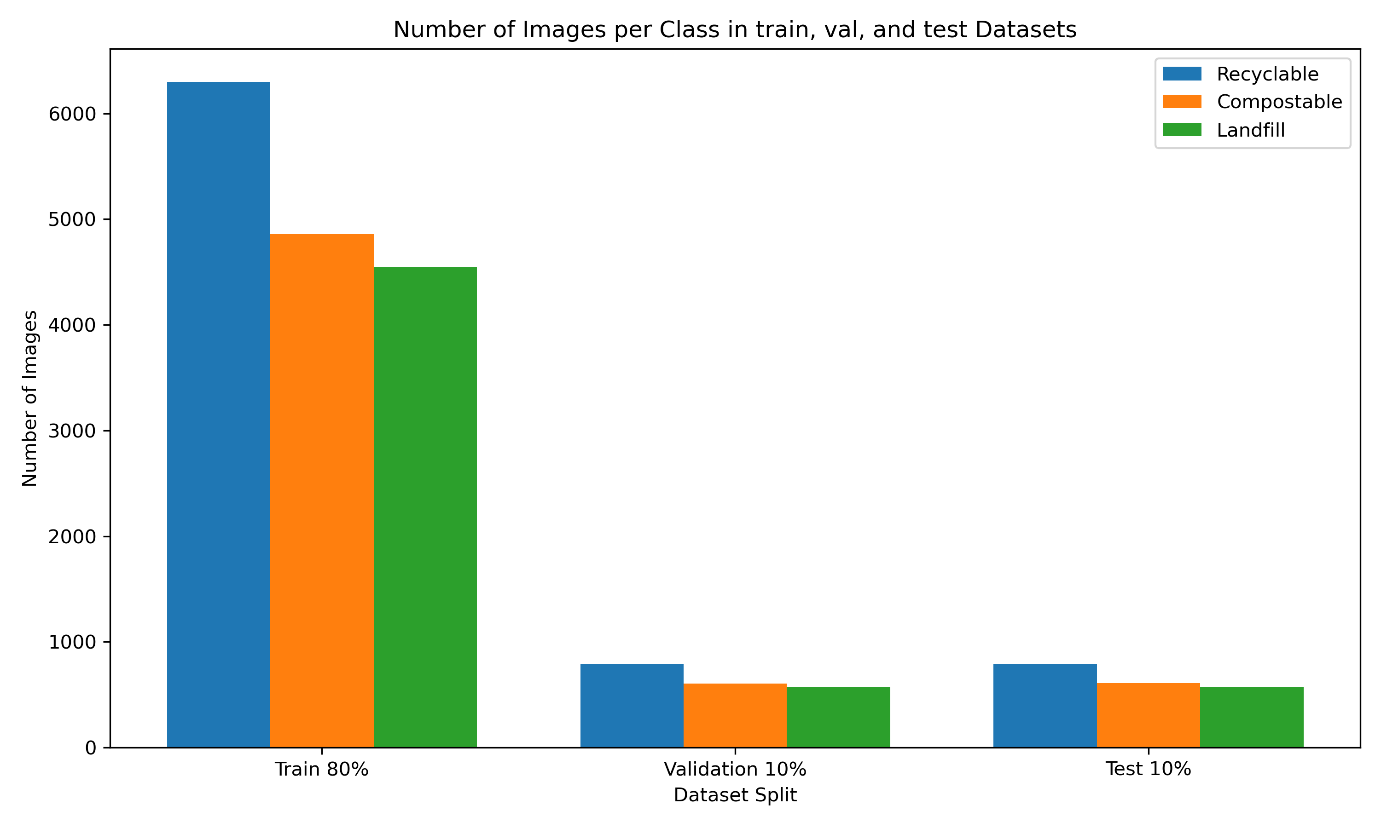 Number of Images per Class in train, val, and test Datasets
Recyclable
Compostable
Landfill
Number of Images
6000
5000
4000
3000
2000
1000
0
Train 80%
Validation 10%
Test 10%
Dataset Split